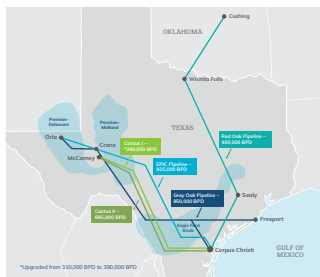 Cushing
OKLAHOMA
Wichita Falls
Permian-
Delaware
Permian-
Midland
TEXAS
Red Oak Pipeline –
400,000 BPD
Orla
Crane
McCamey
Cactus I –
*390,000 BPD
EPIC Pipeline –
925,000 BPD
Gray Oak Pipeline –
950,000 BPD
Sealy
Cactus II –
685,000 BPD
Freeport
Eagle Ford
Shale
Corpus Christi
GULF OF
MEXICO
*Upgraded from 310,000 BPD to 390,000 BPD